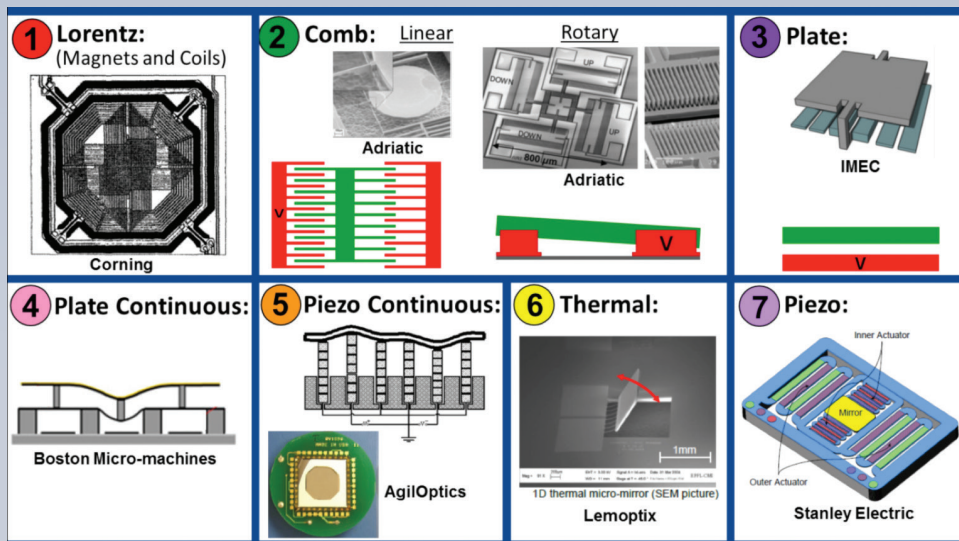 1 Lorentz:
(Magnets and Coils)
Corning
2 Comb: Linear Rotary
Adriatic
UP
DOWN
DOWN
UP
800 µm
Adriatic
V
V
3 Plate:
IMEC
V
4 Plate Continuous:
Boston Micro-machines
5 Piezo Continuous:
AgilOptics
6 Thermal:
1mm
1D thermal micro-mirror (SEM picture)
Lemoptix
7 Piezo:
Inner Actuator
Mirror
Outer Actuator
Stanley Electric